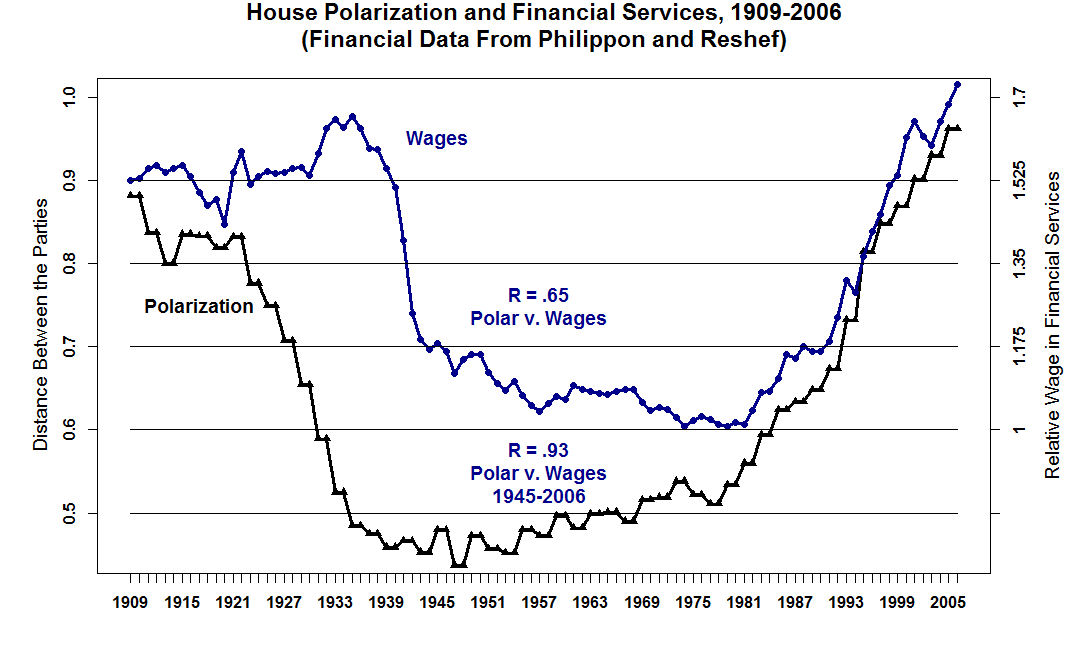 House Polarization and Financial Services, 1909-2006
(Financial Data From Philippon and Reshef)
Distance Between the Parties
1.0
0.9
0.8
0.7
0.6
0.5
Wages
Polarization
R = .65
Polar v. Wages
R = .93
Polar v. Wages
1945-2006
1.7
1.525
1.35
1.175
1
Relative Wage in Financial Services
1909 1915 1921 1927 1933 1939 1945 1951 1957 1963 1969 1975 1981 1987 1993 1999 2005